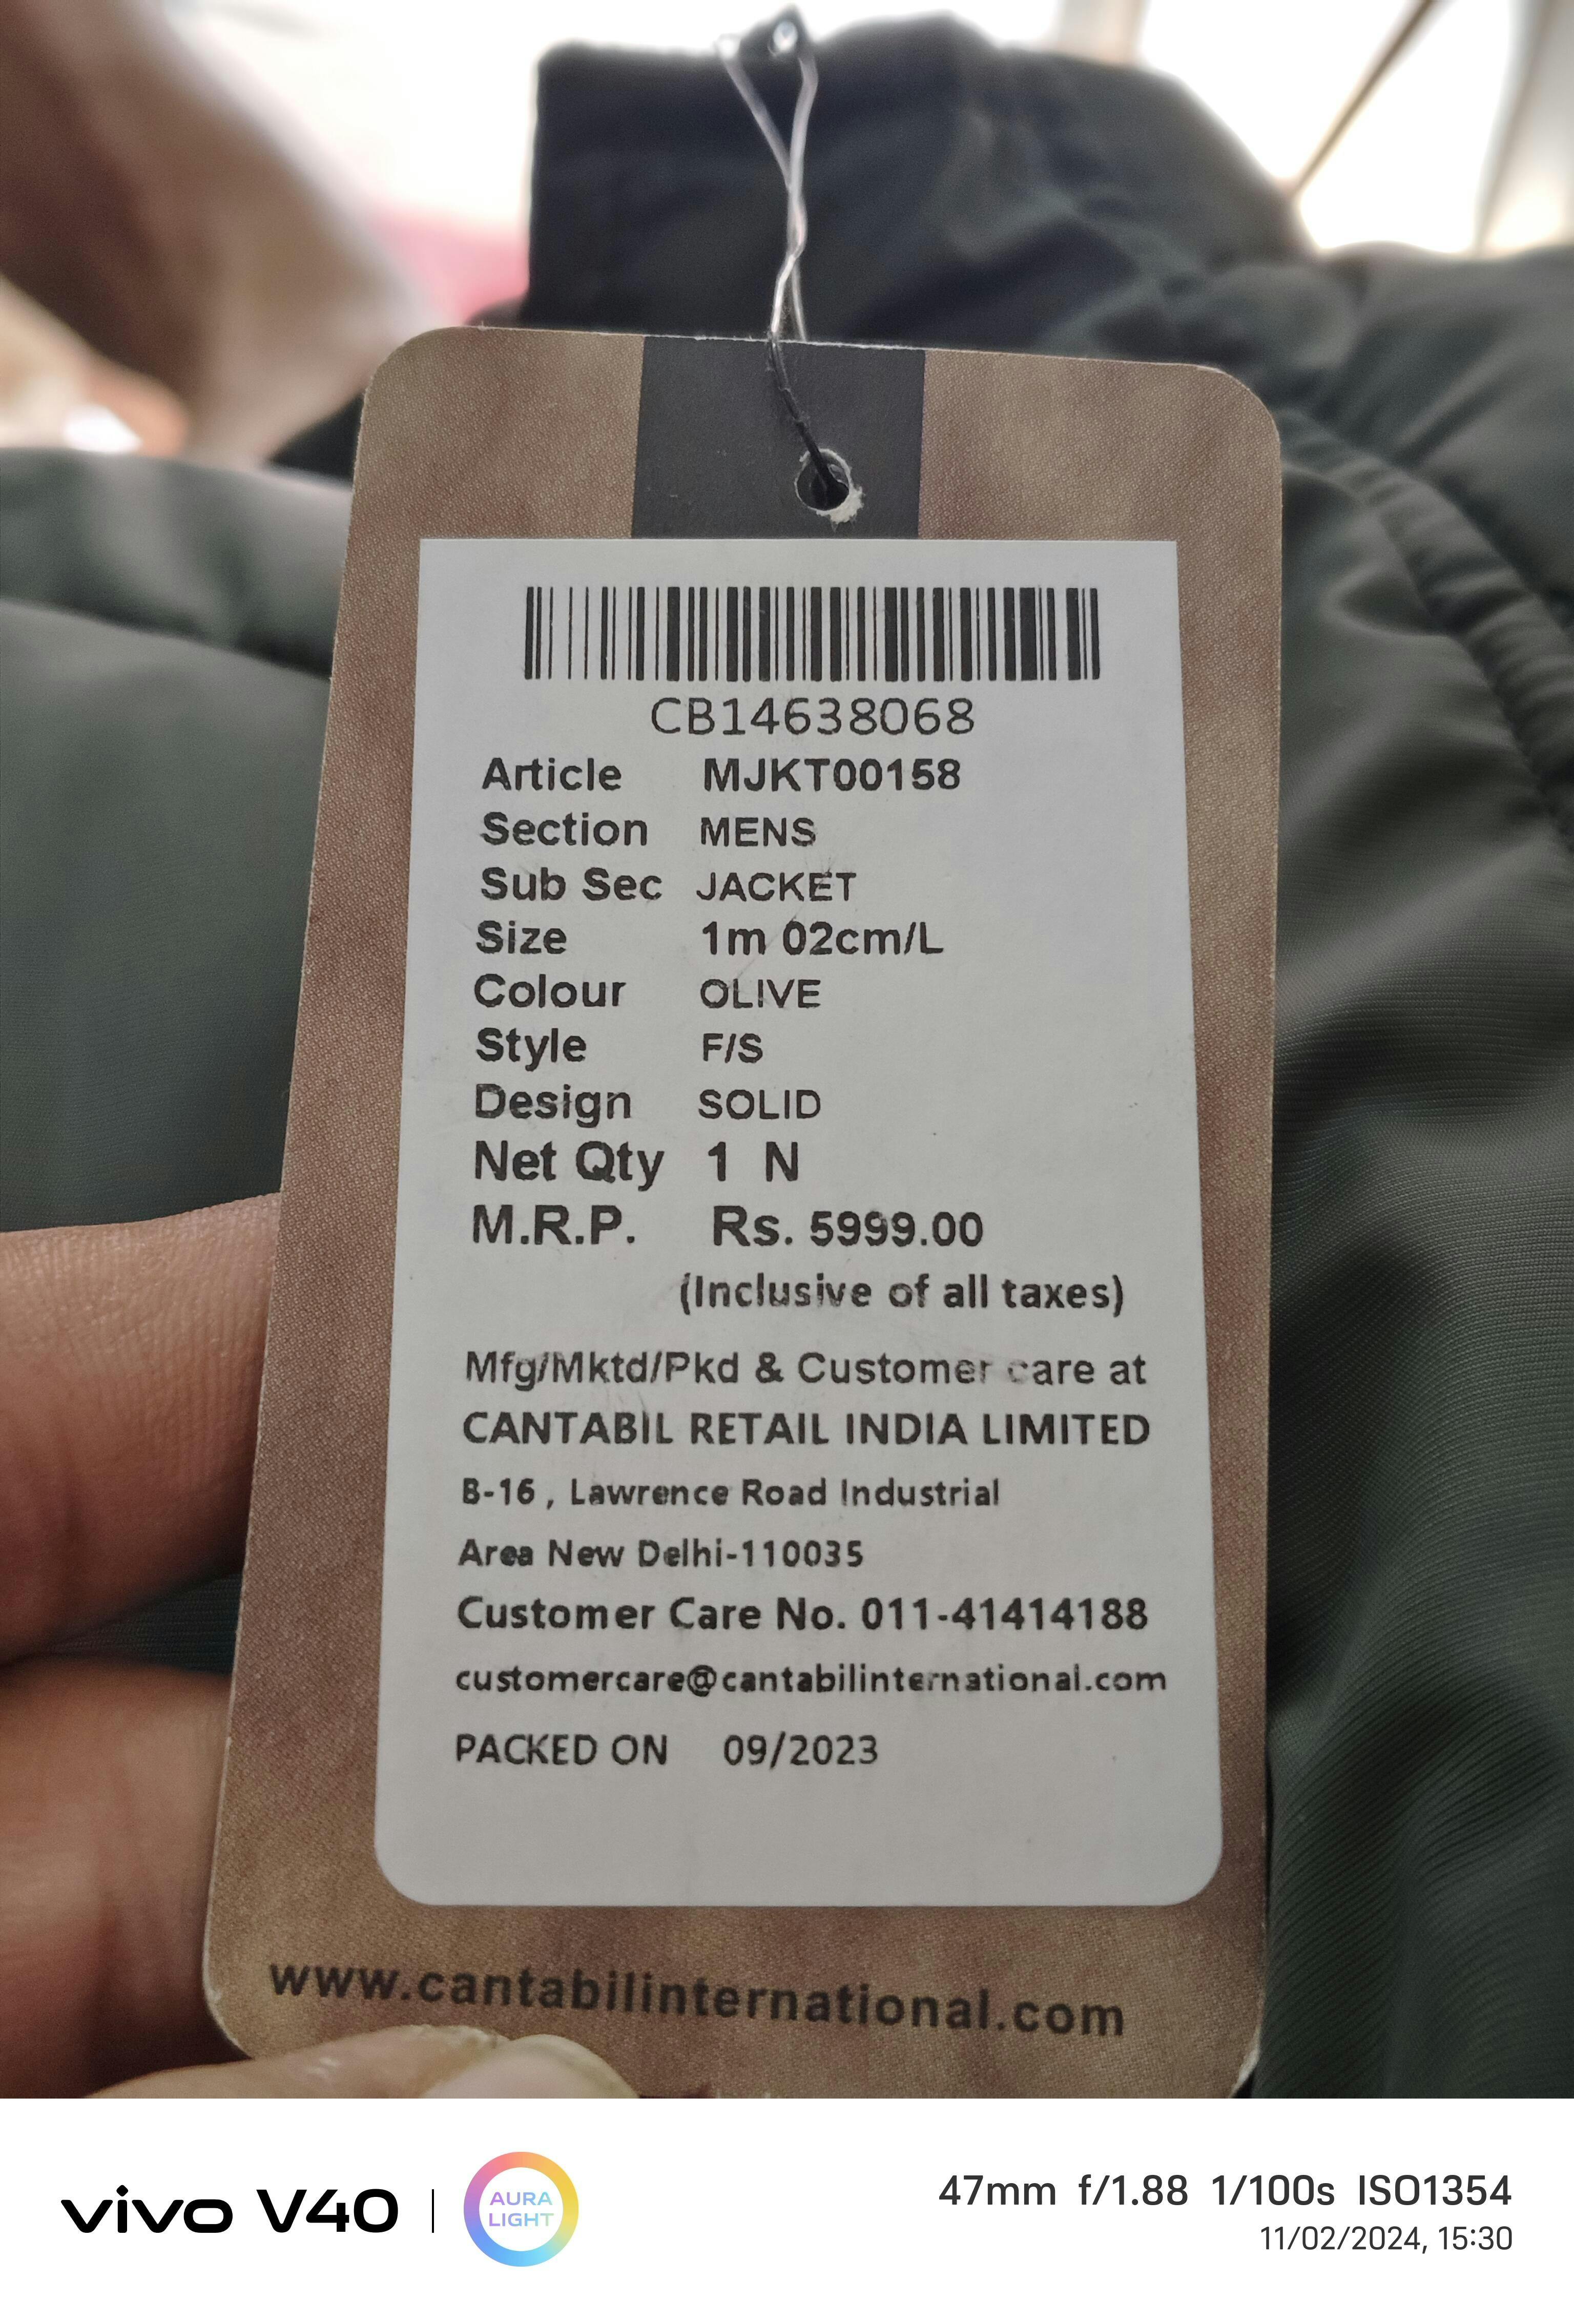 CB14638068
Article MJKT00158
Section MENS
Sub Sec JACKET
Size 1m 02cm/L
Colour OLIVE
Style F/S
Design SOLID
Net Qty 1 N
M.R.P. Rs. 5999.00
(Inclusive of all taxes)
Mfg/Mktd/Pkd & Customer care at
CANTABIL RETAIL INDIA LIMITED
B-16 , Lawrence Road Industrial
Area New Delhi-110035
Customer Care No. 011-41414188
customercare@cantabilinternational.com
PACKED ON 09/2023
www.cantabilinternational.com
vivo V40
AURA
LIGHT
47mm f/1.88 1/100s ISO1354
11/02/2024, 15:30